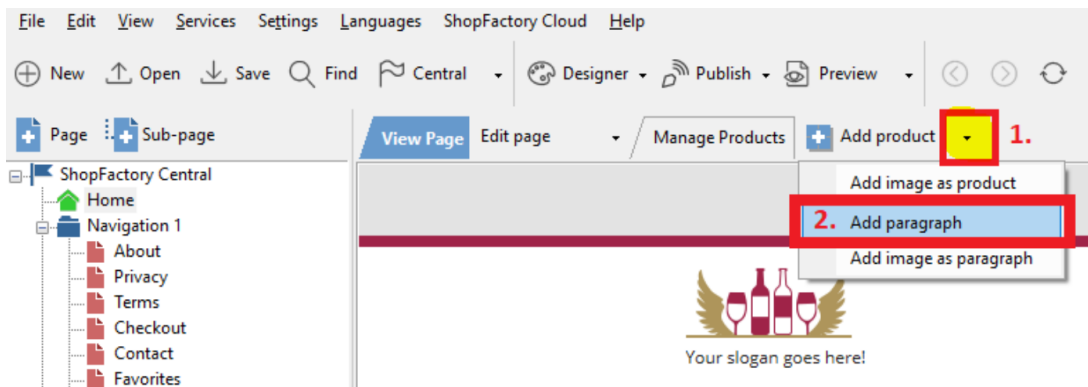 File Edit View Services Settings Languages ShopFactory Cloud Help
New Open Save Find Central Designer Publish Preview
Page Sub-page View Page Edit page Manage Products Add product 1.
ShopFactory Central
Add image as product
Home
2. Add paragraph
Navigation 1
About
Add image as paragraph
Privacy
Terms
Checkout
Contact
Your slogan goes here!
Favorites